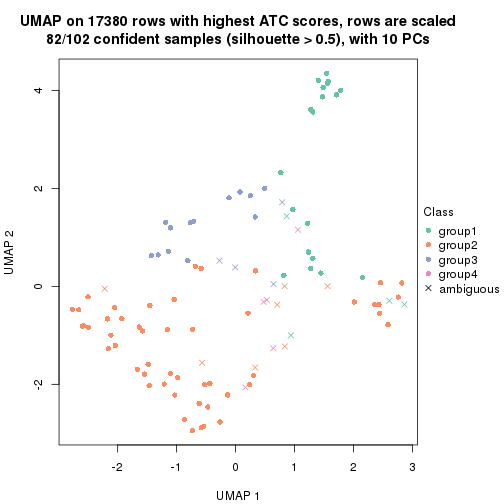 UMAP on 17380 rows with highest ATC scores, rows are scaled
82/102 confident samples (silhouette > 0.5), with 10 PCs
4
2
0
-2
UMAP 2
-2
-1
0
1
2
3
UMAP 1
Class
group1
group2
group3
group4
ambiguous